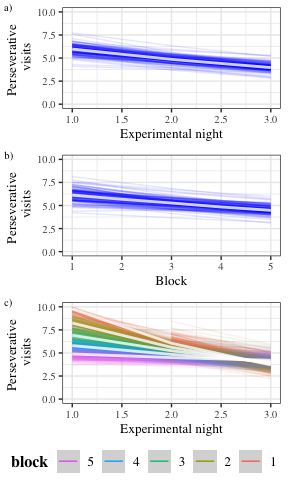 a)
Perseverative
visits
10.0
7.5
5.0
2.5
0.0
1.0 1.5 2.0 2.5 3.0
Experimental night
b)
Perseverative
visits
10.0
7.5
5.0
2.5
0.0
1 2 3 4 5
Block
c)
Perseverative
visits
10.0
7.5
5.0
2.5
0.0
1.0 1.5 2.0 2.5 3.0
Experimental night
block 5 4 3 2 1